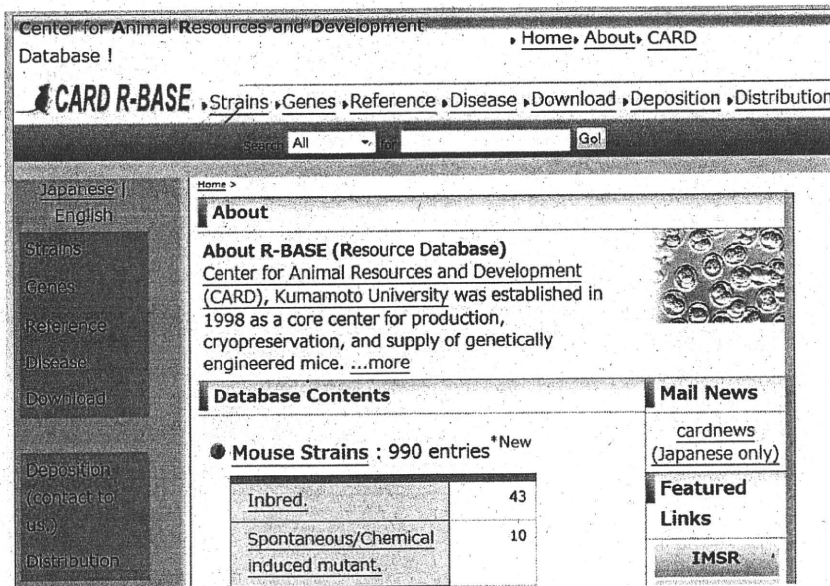 Center for Animal Resources and Development
Database !
Home About CARD
CARD R-BASE Strains Genes Reference Disease Download Deposition Distribution
Search All for Go!
Japanese |
English
Strains
Genes
Reference
Disease
Download
Deposition
(contact to
us,)
Distribution
Home >
About
About R-BASE (Resource Database)
Center for Animal Resources and Development
(CARD), Kumamoto University was established in
1998 as a core center for production,
cryopreservation, and supply of genetically
engineered mice. ...more
Database Contents
Mouse Strains : 990 entries *New
Inbred. 43
Spontaneous/Chemical 10
induced mutant.
Mail News
cardnews
(Japanese only)
Featured
Links
IMSR